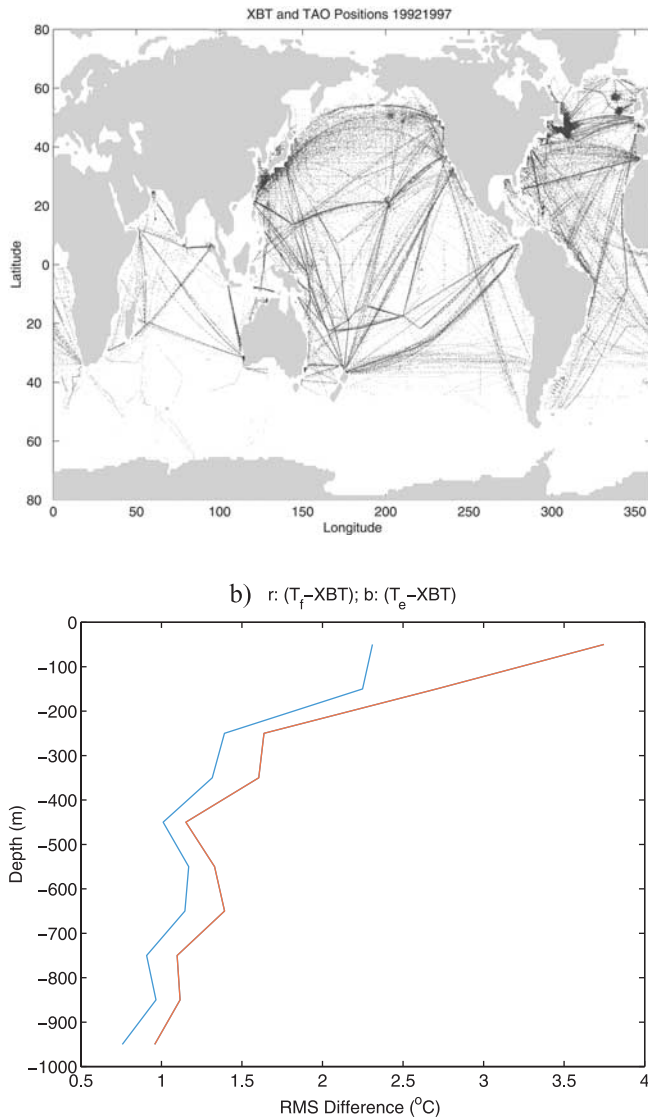 XBT and TAO Positions 19921997
80
60
40
20
0
20
40
60
80
Latitude
0 50 100 150 200 250 300 350
Longitude
b) r: (T_f−XBT); b: (T_e−XBT)
0
−100
−200
−300
−400
−500
−600
−700
−800
−900
−1000
Depth (m)
0.5 1 1.5 2 2.5 3 3.5 4
RMS Difference (°C)